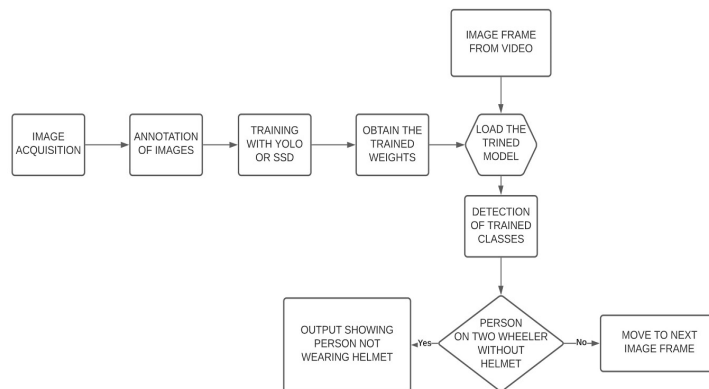 IMAGE FRAME
FROM VIDEO
IMAGE
ACQUISITION
ANNOTATION
OF IMAGES
TRAINING
WITH YOLO
OR SSD
OBTAIN THE
TRAINED
WEIGHTS
LOAD THE
TRINED
MODEL
DETECTION
OF TRAINED
CLASSES
PERSON
ON TWO WHEELER
WITHOUT
HELMET
Yes
OUTPUT SHOWING
PERSON NOT
WEARING HELMET
No
MOVE TO NEXT
IMAGE FRAME